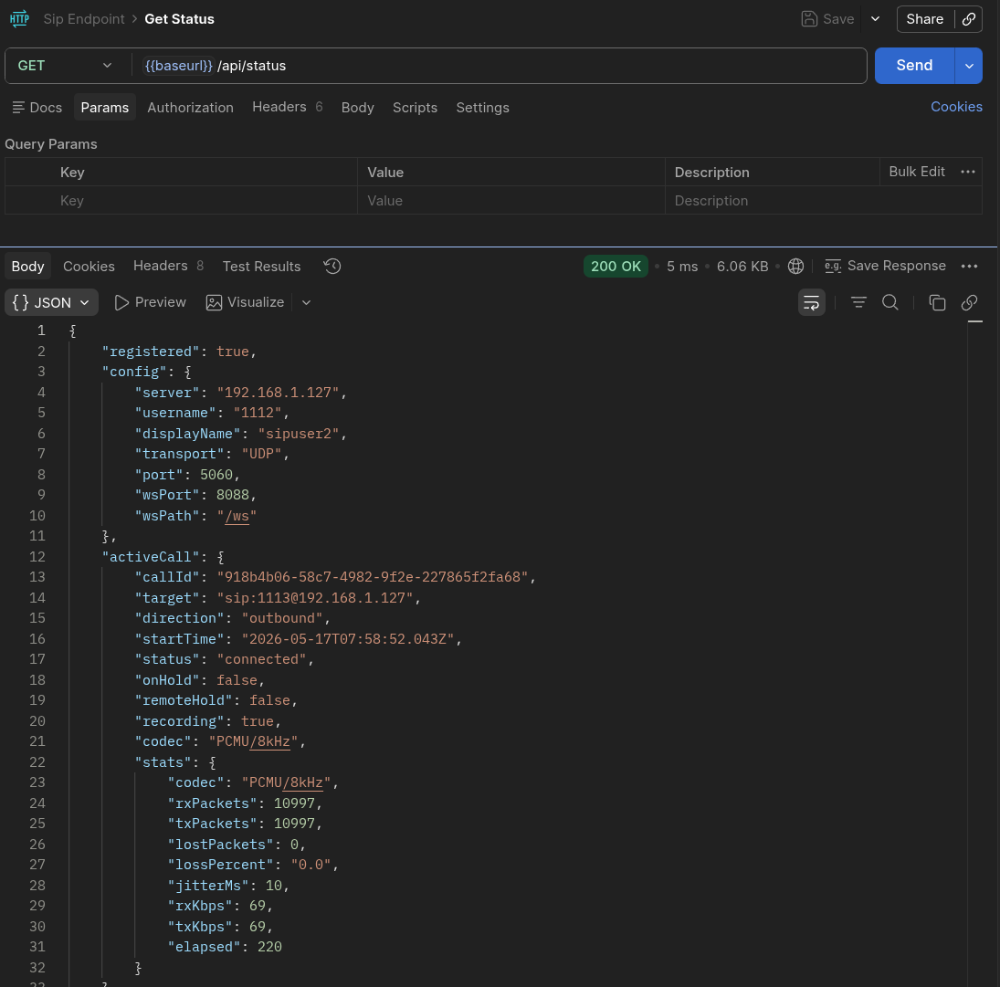 HTTP Sip Endpoint > Get Status Save Share
GET {{baseurl}} /api/status Send
Docs Params Authorization Headers 6 Body Scripts Settings Cookies
Query Params
Key Value Description Bulk Edit ···
Key Value Description
Body Cookies Headers 8 Test Results 200 OK • 5 ms • 6.06 KB • e.g. Save Response ···
{} JSON Preview Visualize
1 {
2 "registered": true,
3 "config": {
4 "server": "192.168.1.127",
5 "username": "1112",
6 "displayName": "sipuser2",
7 "transport": "UDP",
8 "port": 5060,
9 "wsPort": 8088,
10 "wsPath": "/ws"
11 },
12 "activeCall": {
13 "callId": "918b4b06-58c7-4982-9f2e-227865f2fa68",
14 "target": "sip:1113@192.168.1.127",
15 "direction": "outbound",
16 "startTime": "2026-05-17T07:58:52.043Z",
17 "status": "connected",
18 "onHold": false,
19 "remoteHold": false,
20 "recording": true,
21 "codec": "PCMU/8kHz",
22 "stats": {
23 "codec": "PCMU/8kHz",
24 "rxPackets": 10997,
25 "txPackets": 10997,
26 "lostPackets": 0,
27 "lossPercent": "0.0",
28 "jitterMs": 10,
29 "rxKbps": 69,
30 "txKbps": 69,
31 "elapsed": 220
32 }